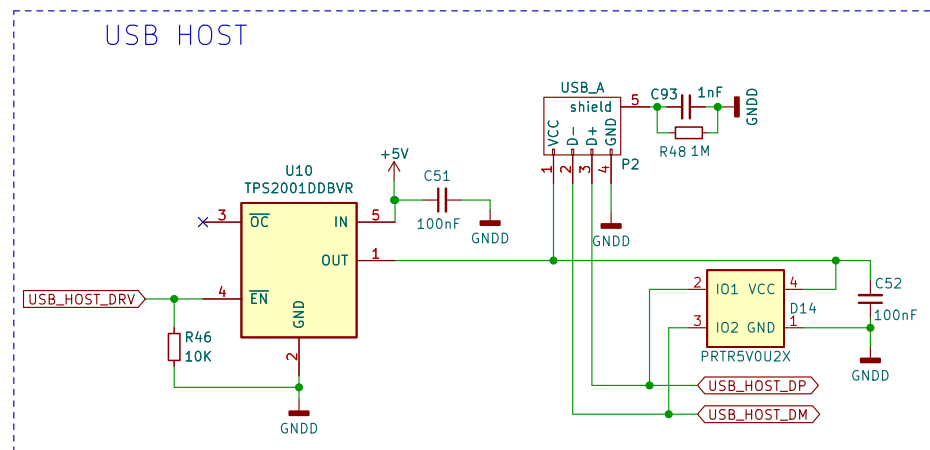 USB HOST
USB_A
shield
5
C93
1nF
GNDD
VCC
D-
D+
GND
R48 1M
P2
1
2
3
4
GNDD
+5V
C51
100nF
GNDD
U10
TPS2001DDBVR
3
OC
IN
5
OUT
1
USB_HOST_DRV
4
EN
GND
2
R46
10K
GNDD
2
IO1
VCC
4
3
IO2
GND
1
D14
PRTR5V0U2X
C52
100nF
GNDD
USB_HOST_DP
USB_HOST_DM